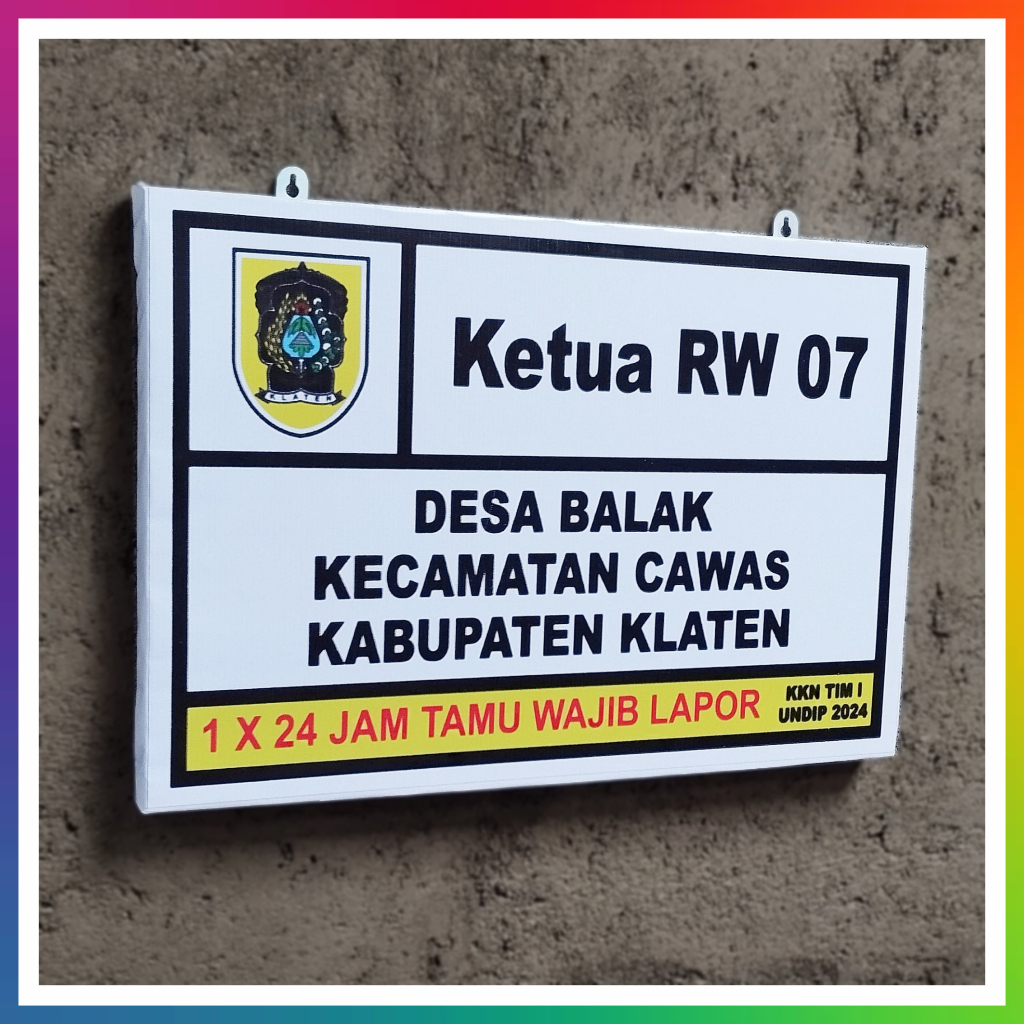 KLATEN
Ketua RW 07
DESA BALAK
KECAMATAN CAWAS
KABUPATEN KLATEN
1 X 24 JAM TAMU WAJIB LAPOR
KKN TIM I
UNDIP 2024